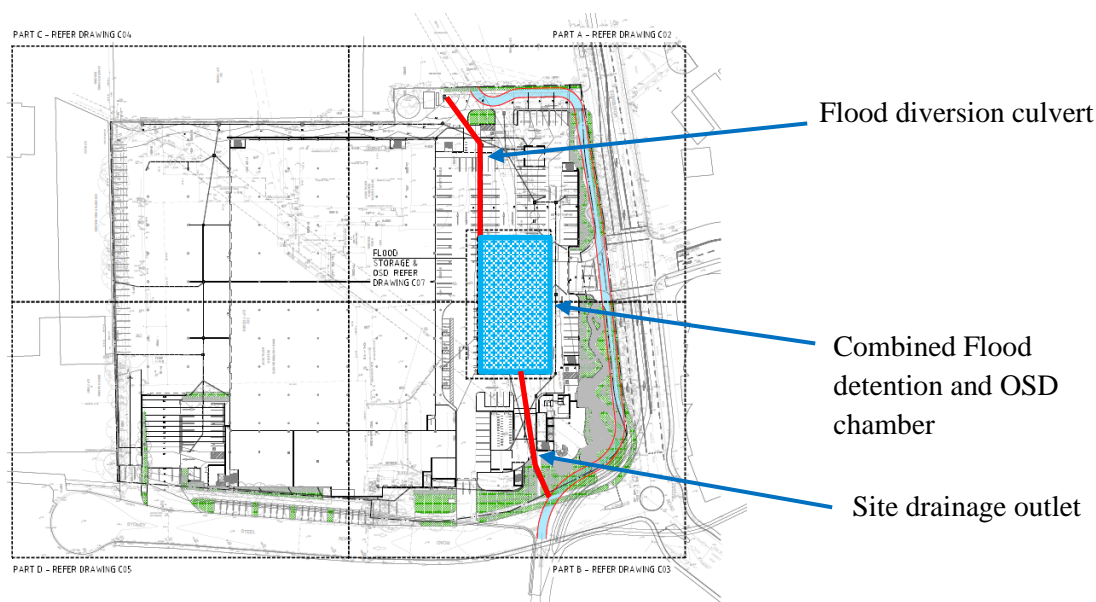 PART C - REFER DRAWING C04
PART A - REFER DRAWING C02
Flood diversion culvert
FLOOD
STORAGE &
OSD REFER
DRAWING C07
Combined Flood
detention and OSD
chamber
Site drainage outlet
PART D - REFER DRAWING C05
PART B - REFER DRAWING C03